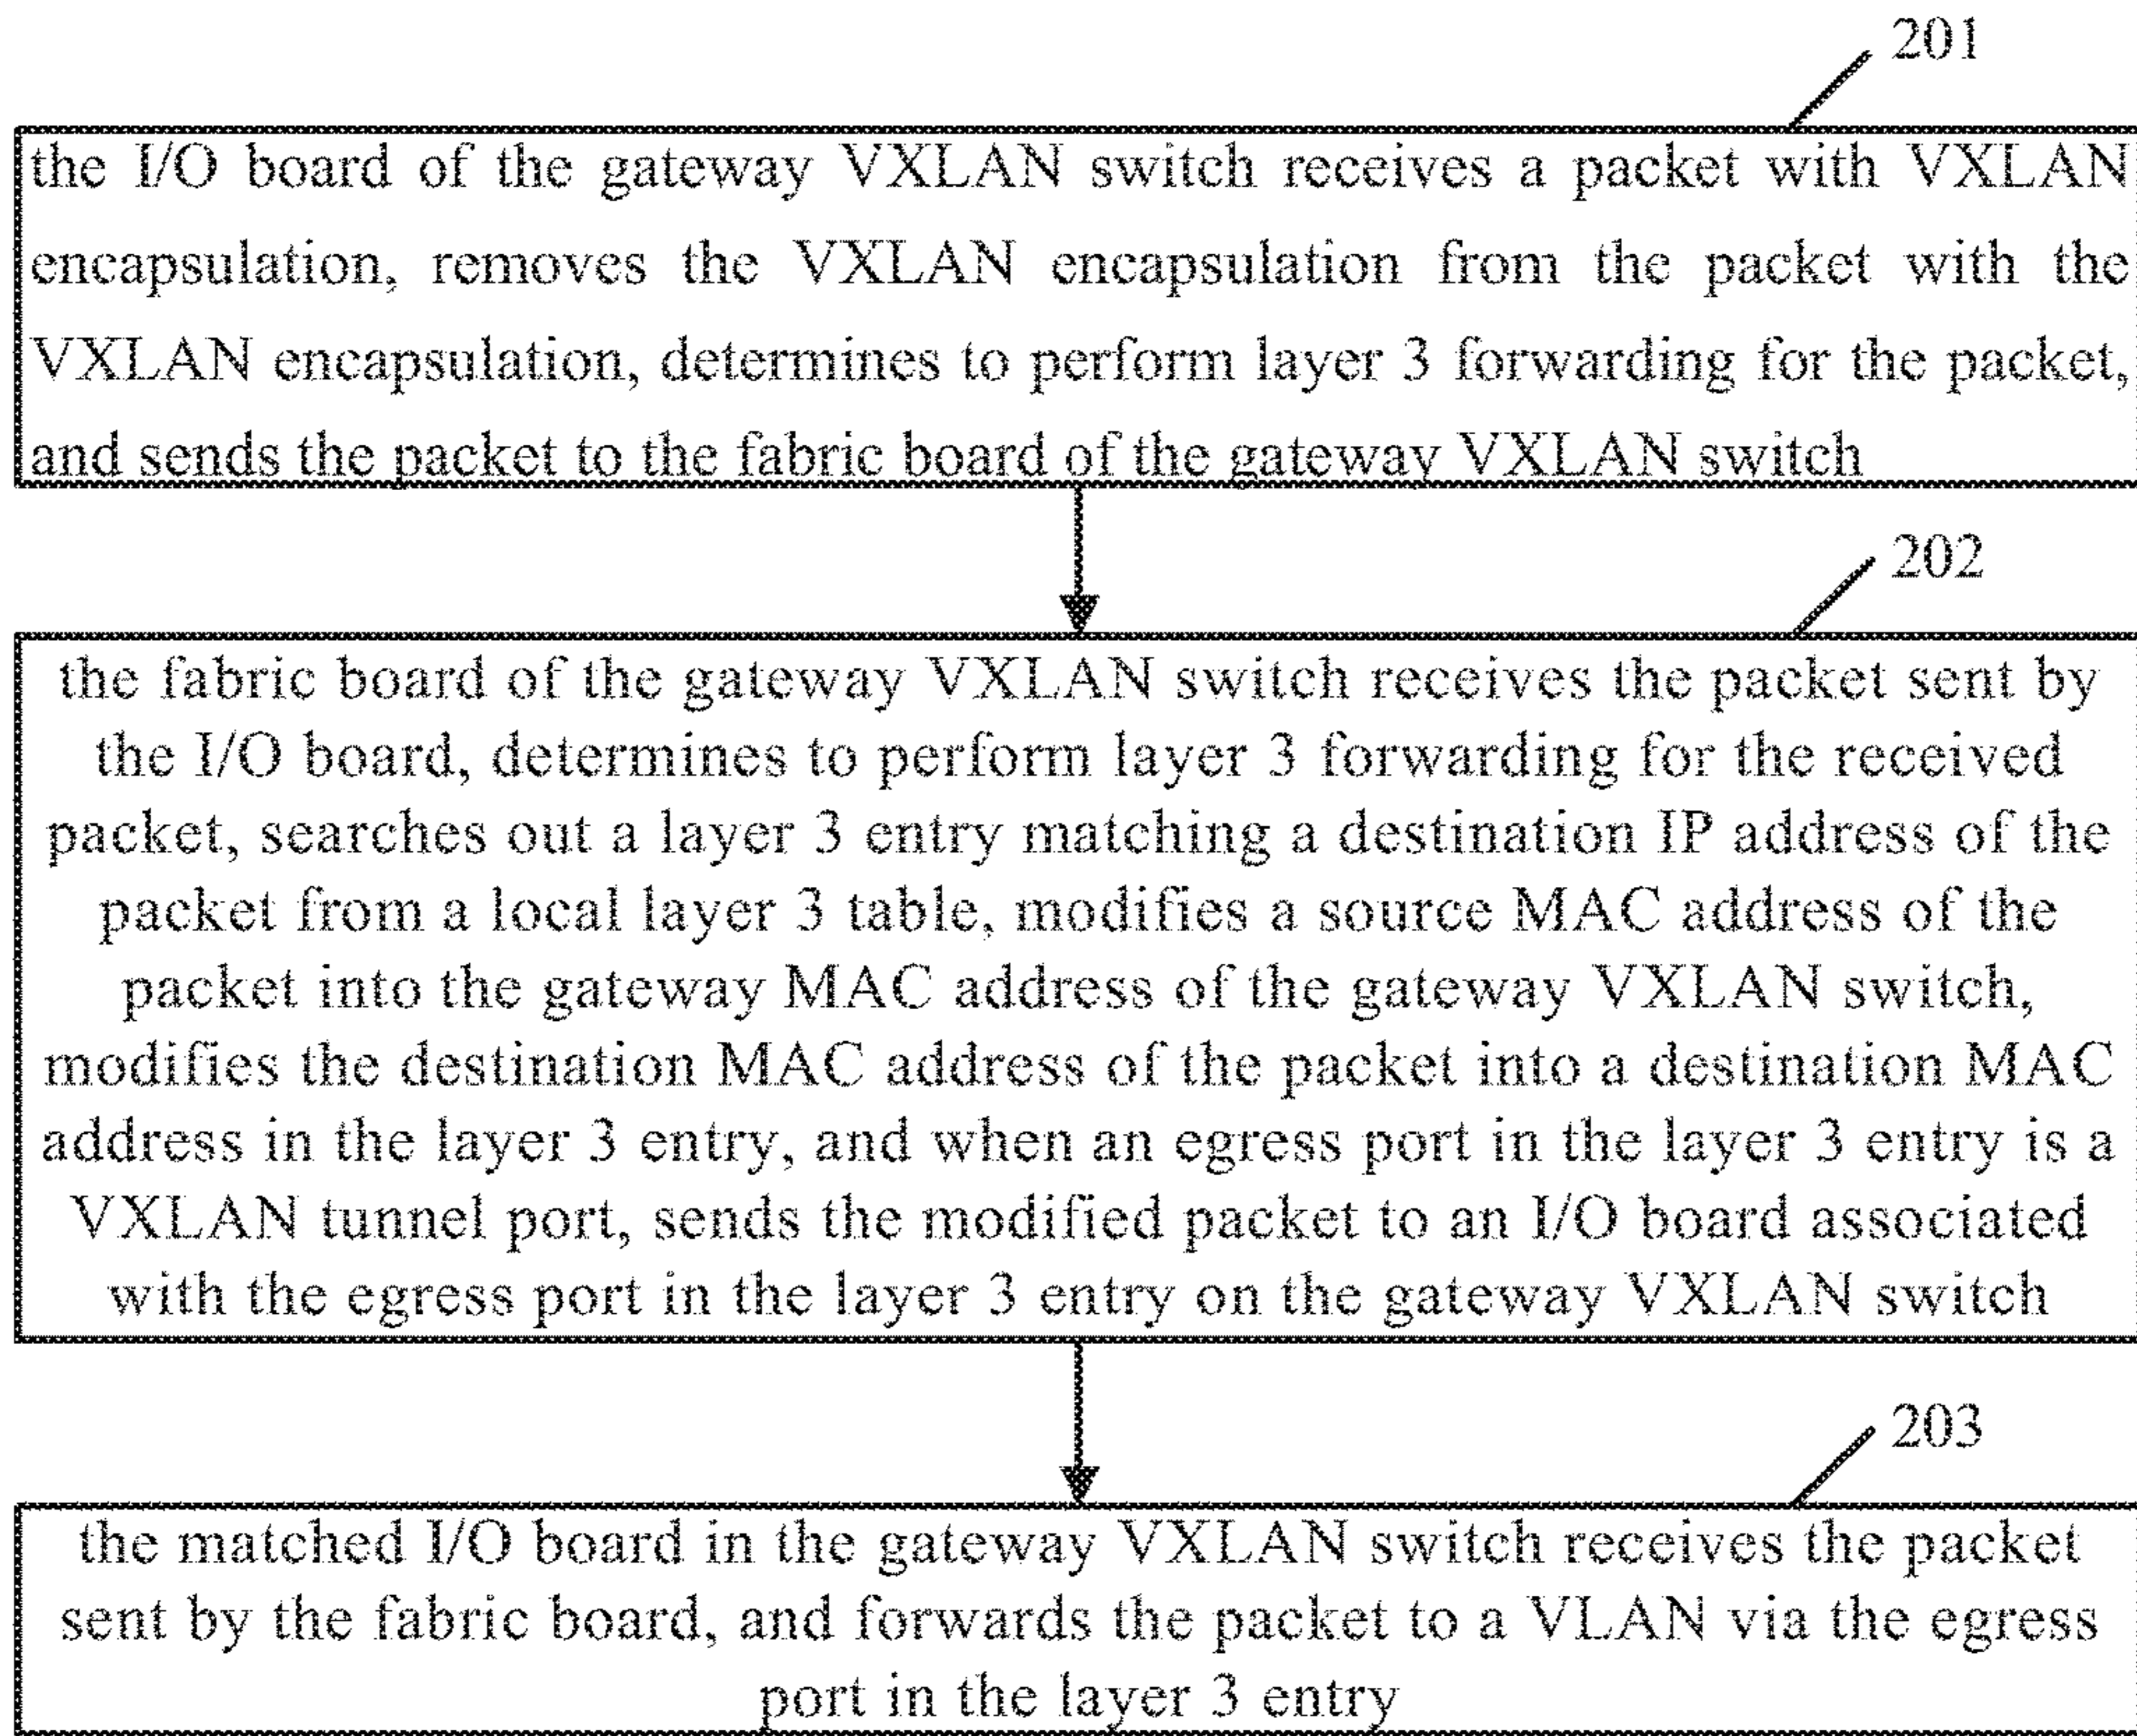 201
the I/O board of the gateway VXLAN switch receives a packet with VXLAN
encapsulation, removes the VXLAN encapsulation from the packet with the
VXLAN encapsulation, determines to perform layer 3 forwarding for the packet,
and sends the packet to the fabric board of the gateway VXLAN switch
202
the fabric board of the gateway VXLAN switch receives the packet sent by
the I/O board, determines to perform layer 3 forwarding for the received
packet, searches out a layer 3 entry matching a destination IP address of the
packet from a local layer 3 table, modifies a source MAC address of the
packet into the gateway MAC address of the gateway VXLAN switch,
modifies the destination MAC address of the packet into a destination MAC
address in the layer 3 entry, and when an egress port in the layer 3 entry is a
VXLAN tunnel port, sends the modified packet to an I/O board associated
with the egress port in the layer 3 entry on the gateway VXLAN switch
203
the matched I/O board in the gateway VXLAN switch receives the packet
sent by the fabric board, and forwards the packet to a VLAN via the egress
port in the layer 3 entry